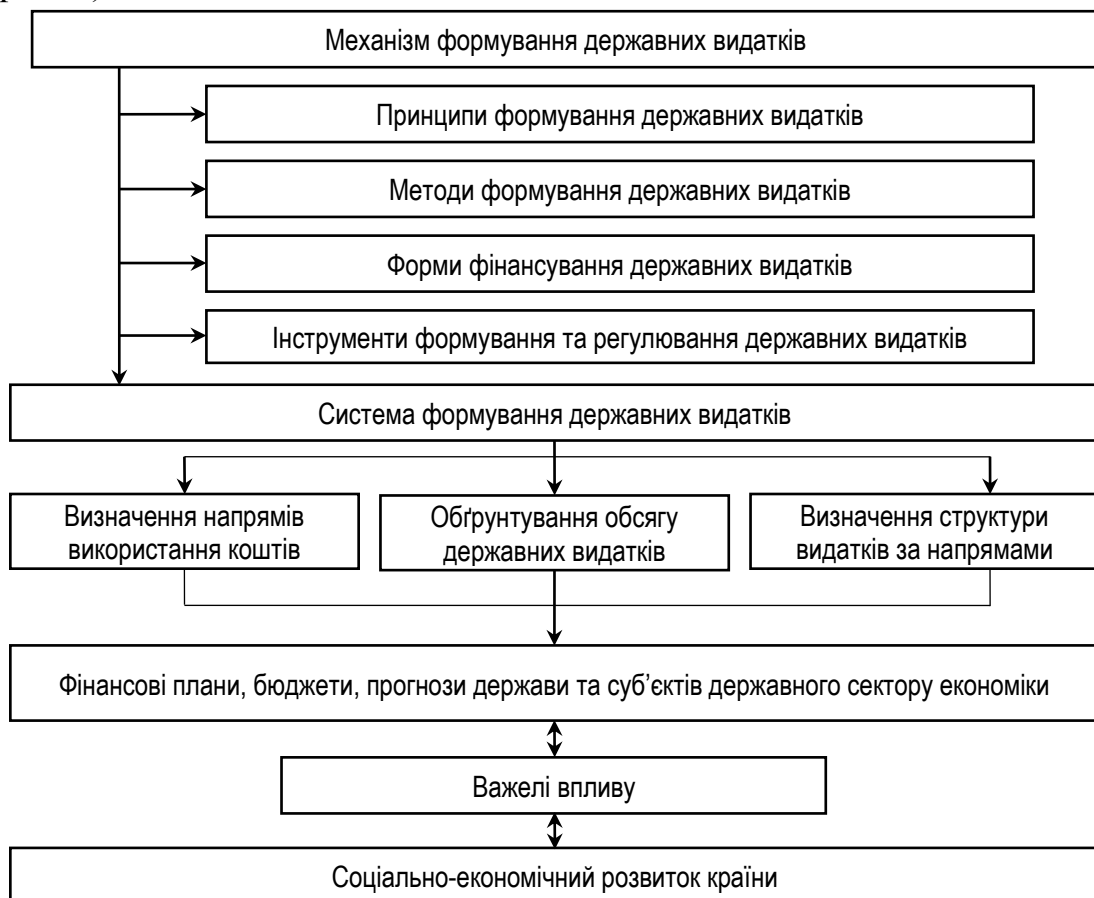 Механізм формування державних видатків
Принципи формування державних видатків
Методи формування державних видатків
Форми фінансування державних видатків
Інструменти формування та регулювання державних видатків
Система формування державних видатків
Визначення напрямів
використання коштів
Обґрунтування обсягу
державних видатків
Визначення структури
видатків за напрямами
Фінансові плани, бюджети, прогнози держави та суб’єктів державного сектору економіки
Важелі впливу
Соціально-економічний розвиток країни